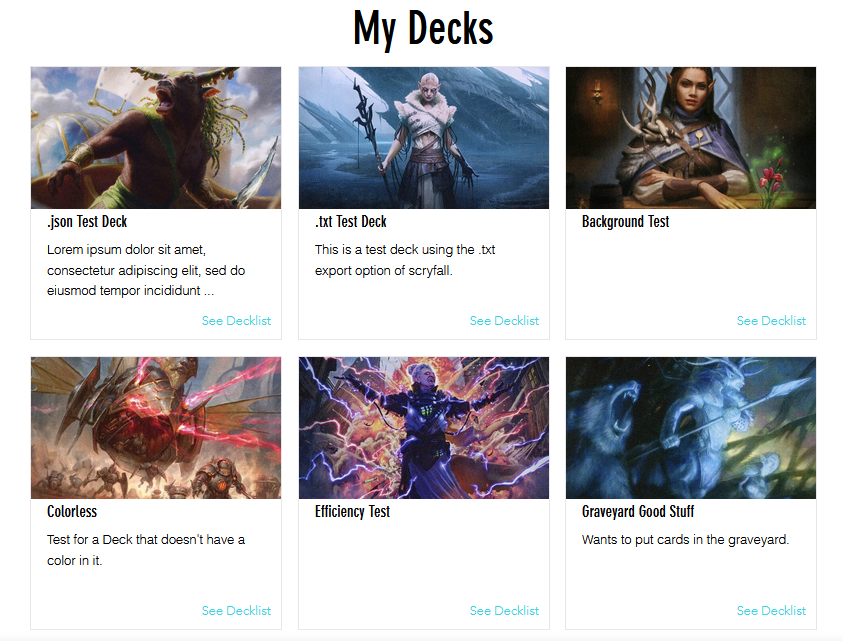 My Decks
.json Test Deck
Lorem ipsum dolor sit amet,
consectetur adipiscing elit, sed do
eiusmod tempor incididunt ...
See Decklist
.txt Test Deck
This is a test deck using the .txt
export option of scryfall.
See Decklist
Background Test
See Decklist
Colorless
Test for a Deck that doesn't have a
color in it.
See Decklist
Efficiency Test
See Decklist
Graveyard Good Stuff
Wants to put cards in the graveyard.
See Decklist